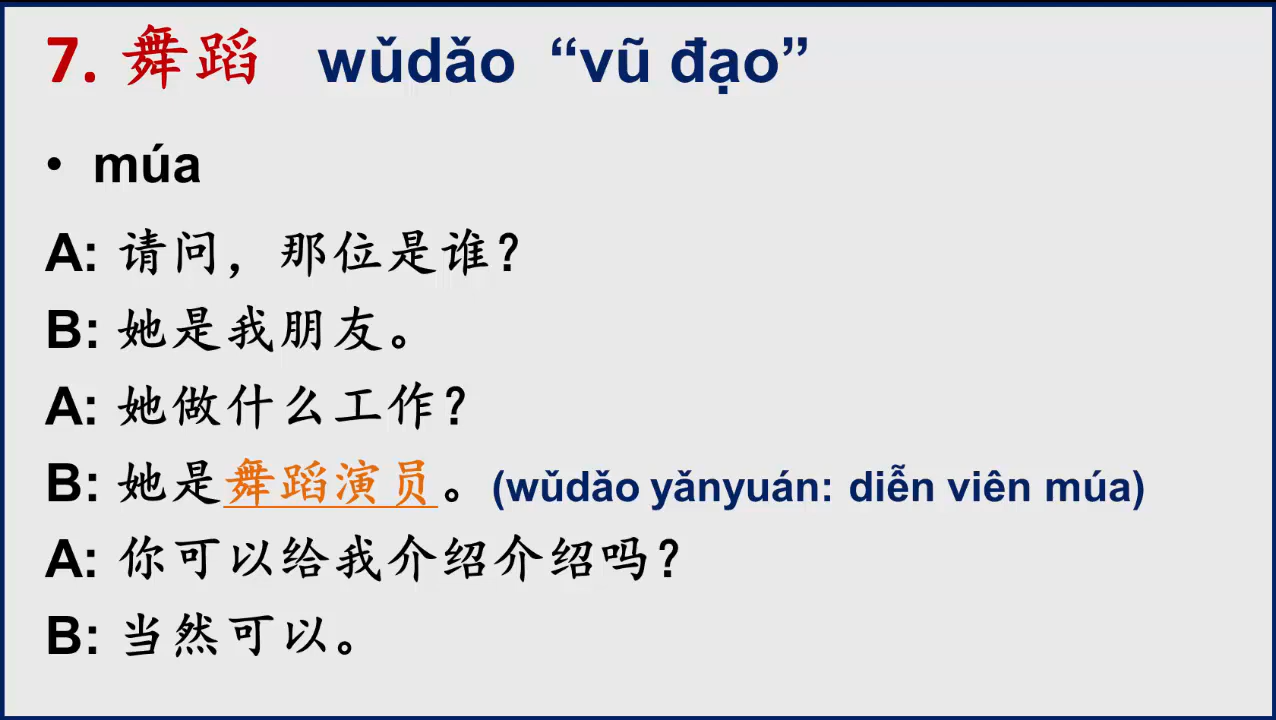 7. 舞蹈 wǔdǎo “vũ đạo”
• múa
A: 请问，那位是谁？
B: 她是我朋友。
A: 她做什么工作？
B: 她是舞蹈演员。(wǔdǎo yǎnyuán: diễn viên múa)
A: 你可以给我介绍介绍吗？
B: 当然可以。